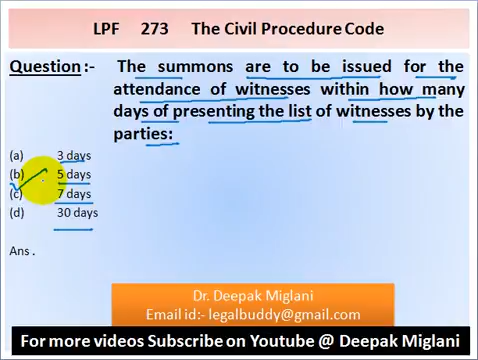 LPF 273 The Civil Procedure Code
Question :- The summons are to be issued for the
attendance of witnesses within how many
days of presenting the list of witnesses by the
parties:
(a) 3 days
(b) 5 days
(c) 7 days
(d) 30 days
Ans .
Dr. Deepak Miglani
Email id:- legalbuddy@gmail.com
For more videos Subscribe on Youtube @ Deepak Miglani